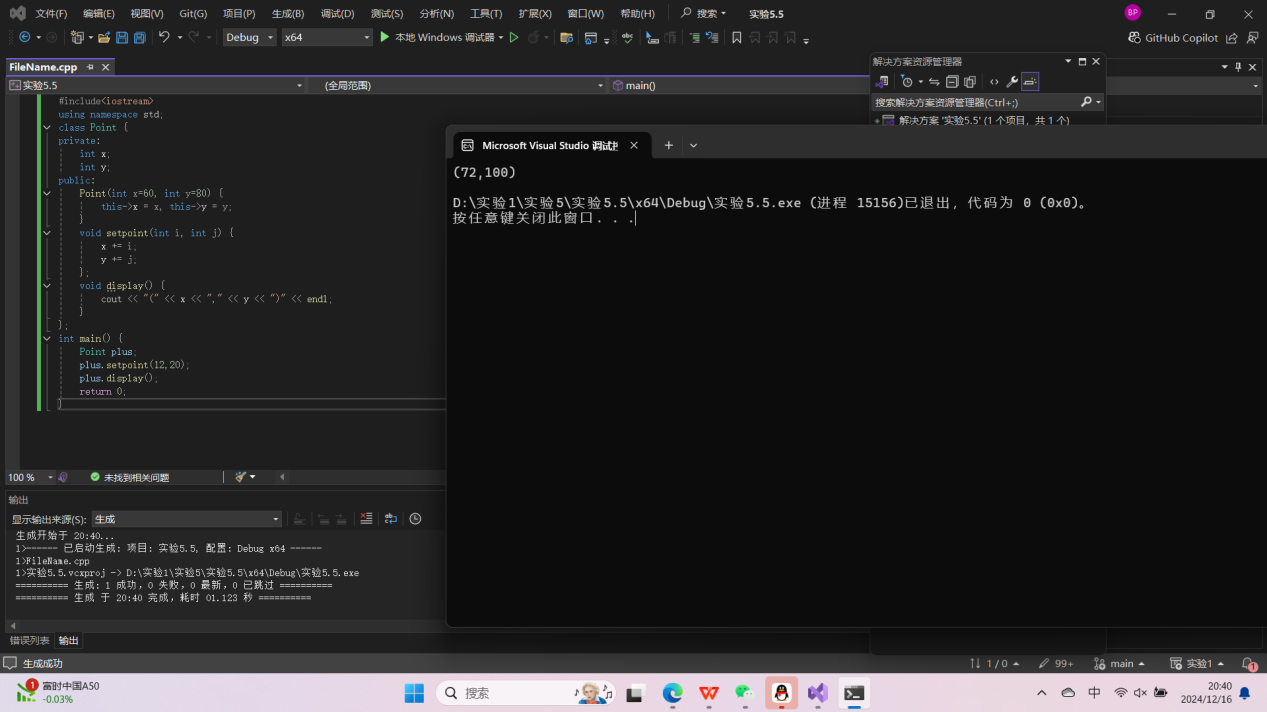 文件(F) 编辑(E) 视图(V) Git(G) 项目(P) 生成(B) 调试(D) 测试(S) 分析(N) 工具(T) 扩展(X) 窗口(W) 帮助(H) 搜索 实验5.5 BP
Debug x64 本地 Windows 调试器 GitHub Copilot
FileName.cpp
实验5.5 (全局范围) main()
#include<iostream>
using namespace std;
class Point {
private:
int x;
int y;
public:
Point(int x=60, int y=80) {
this->x = x, this->y = y;
}
void setpoint(int i, int j) {
x += i;
y += j;
};
void display() {
cout << "(" << x << "," << y << ")" << endl;
}
};
int main() {
Point plus;
plus.setpoint(12,20);
plus.display();
return 0;
}
解决方案资源管理器
搜索解决方案资源管理器(Ctrl+;)
解决方案 '实验5.5' (1 个项目，共 1 个)
Microsoft Visual Studio 调试
(72,100)
D:\实验1\实验5\实验5.5\x64\Debug\实验5.5.exe (进程 15156)已退出，代码为 0 (0x0)。
按任意键关闭此窗口. . .
100 % 未找到相关问题
输出
显示输出来源(S): 生成
生成开始于 20:40...
1>------ 已启动生成: 项目: 实验5.5, 配置: Debug x64 ------
1>FileName.cpp
1>实验5.5.vcxproj -> D:\实验1\实验5\实验5.5\x64\Debug\实验5.5.exe
========== 生成: 1 成功，0 失败，0 最新，0 已跳过 ==========
========== 生成 于 20:40 完成，耗时 01.123 秒 ==========
错误列表 输出
生成成功 1 / 0 99+ main 实验1 1
1 富时中国A50
-0.03%
搜索
中
20:40
2024/12/16